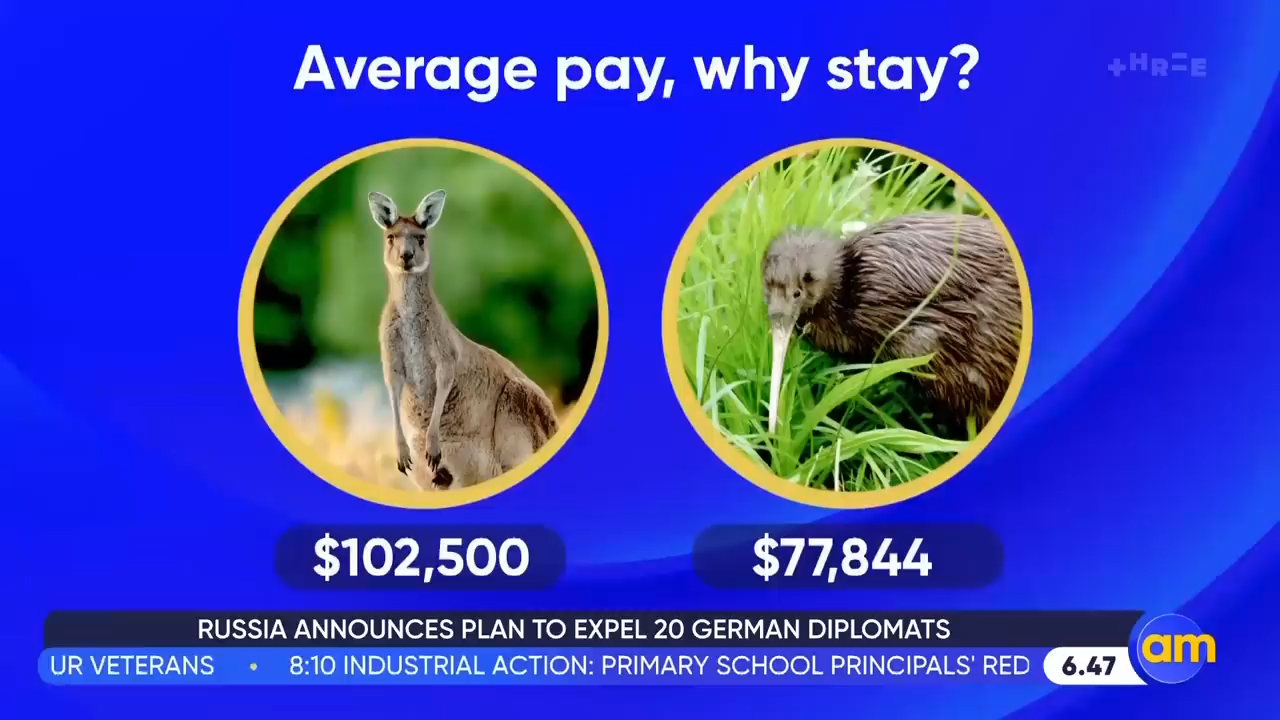 Average pay, why stay?
+HR=E
$102,500
$77,844
RUSSIA ANNOUNCES PLAN TO EXPEL 20 GERMAN DIPLOMATS
UR VETERANS • 8:10 INDUSTRIAL ACTION: PRIMARY SCHOOL PRINCIPALS' RED
6.47
am